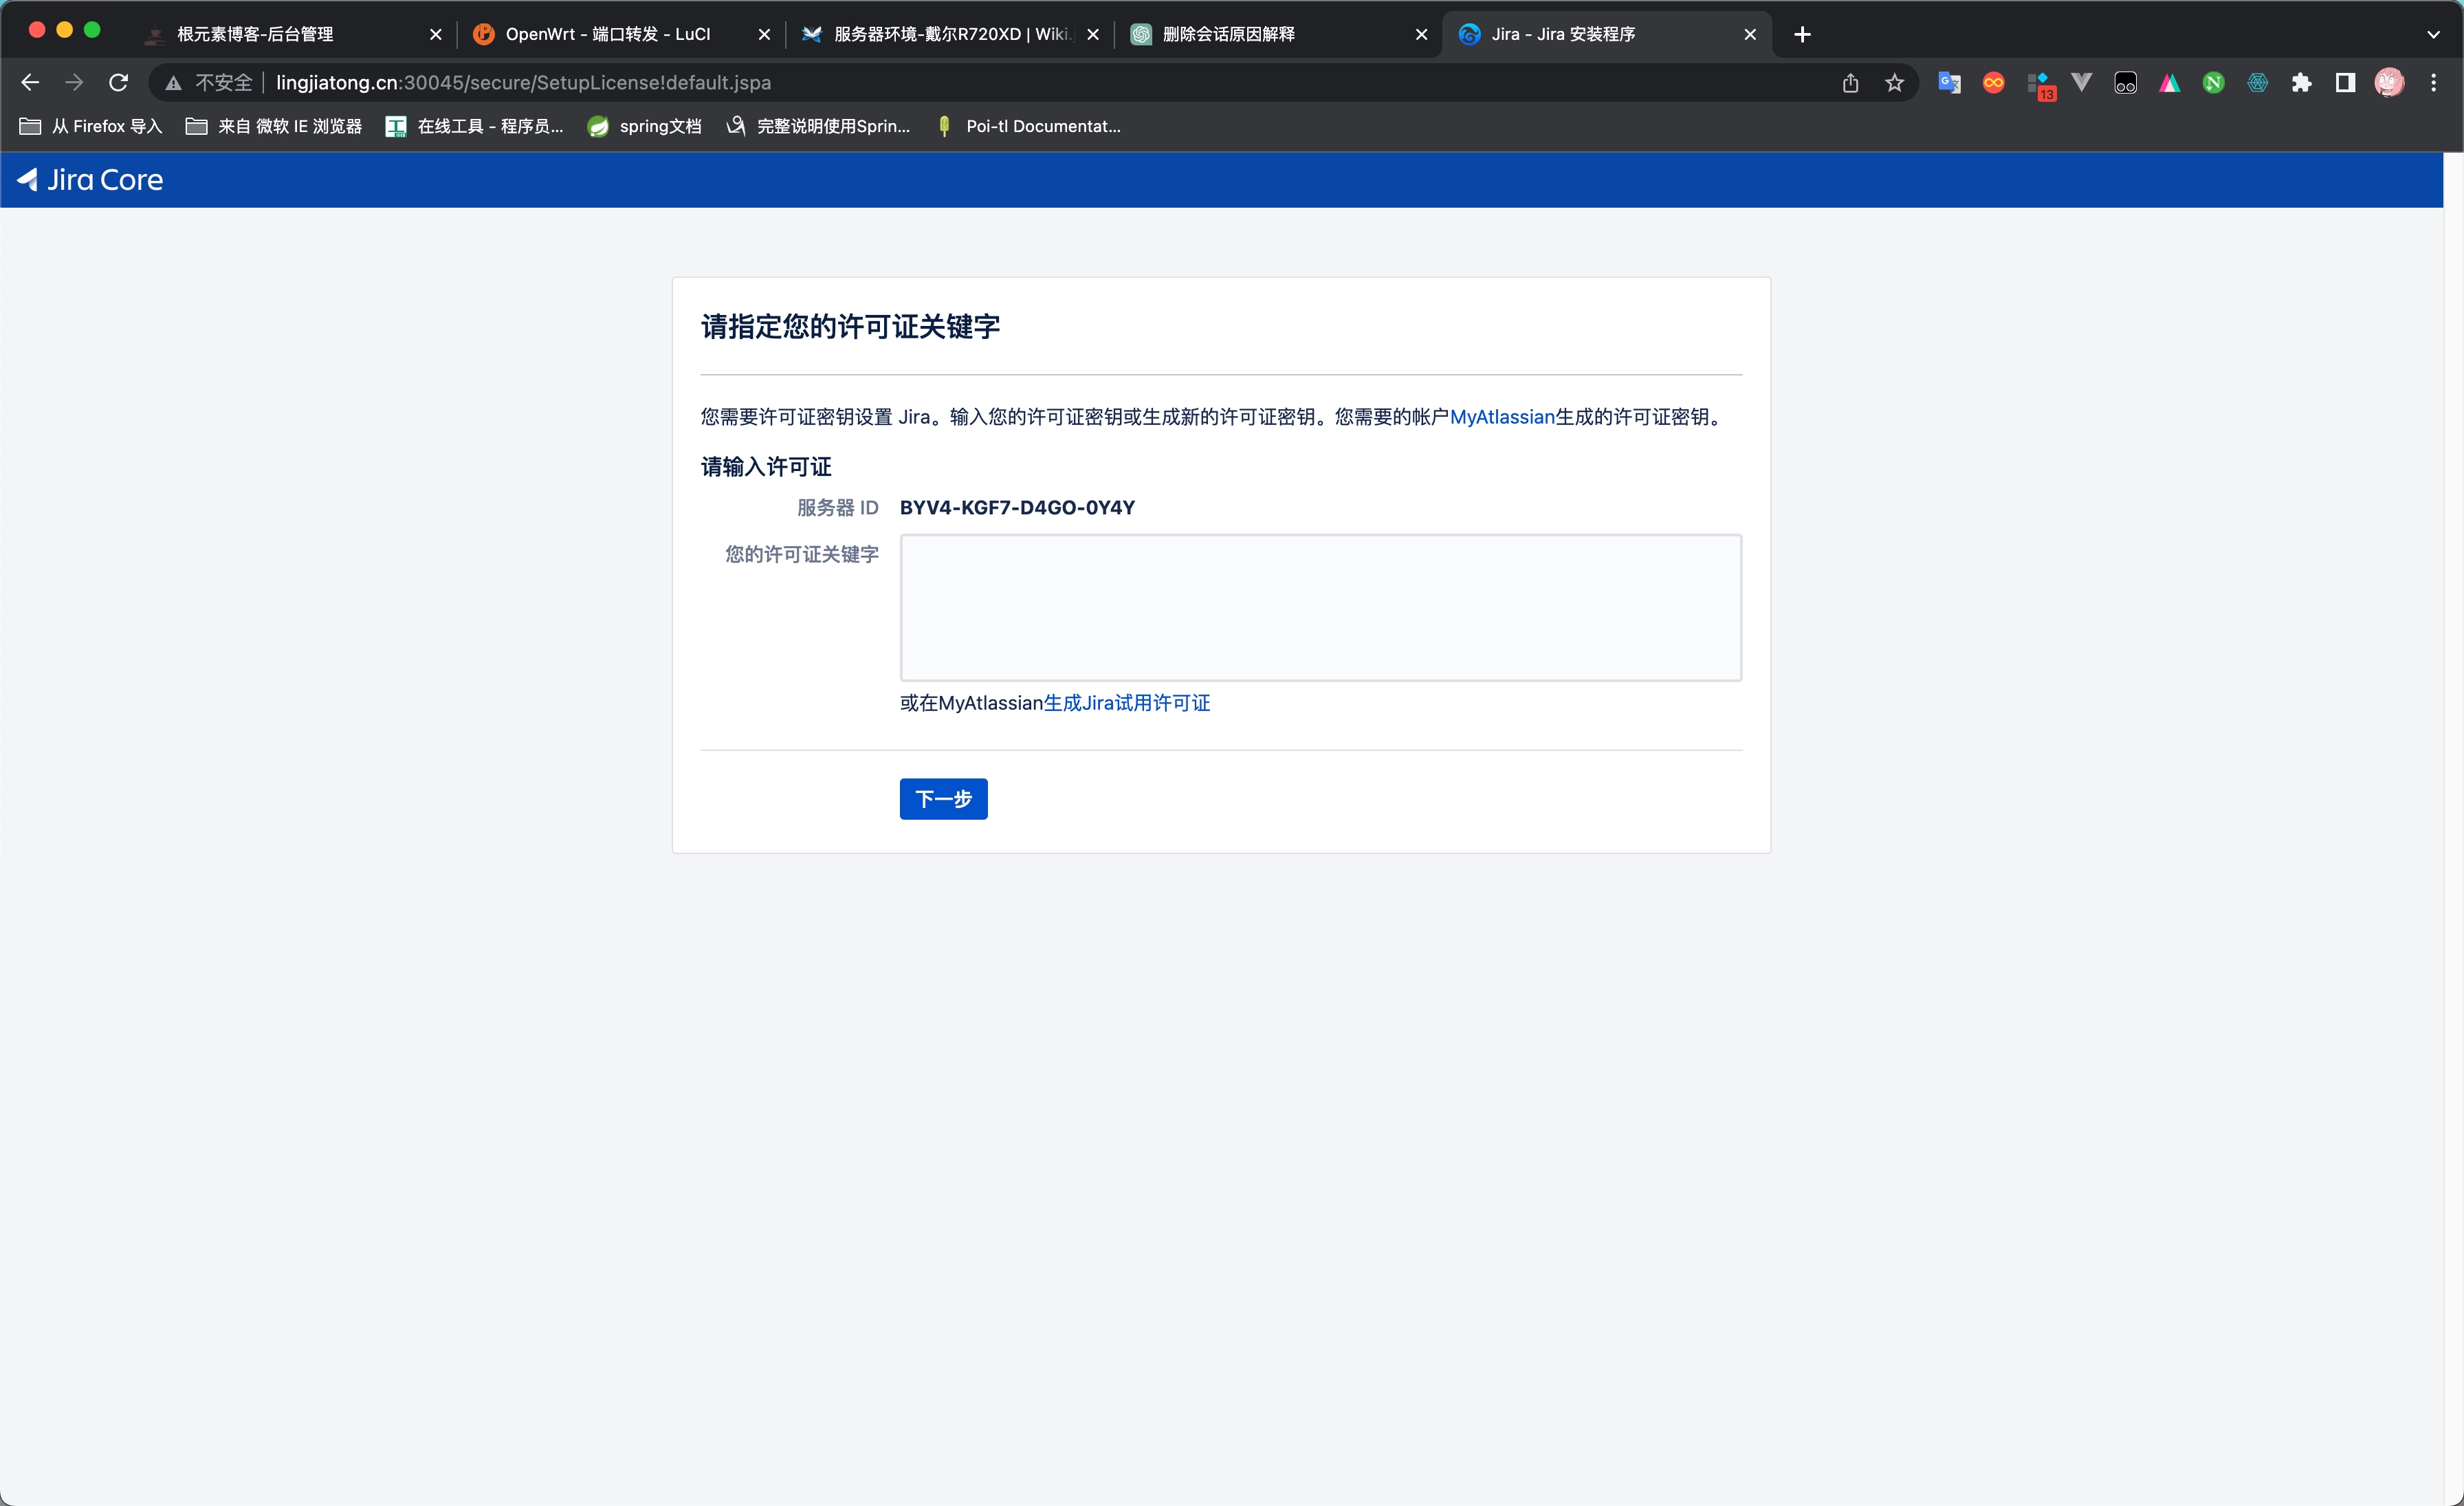 根元素博客-后台管理
OpenWrt - 端口转发 - LuCI
服务器环境-戴尔R720XD | Wiki.
删除会话原因解释
Jira - Jira 安装程序
不安全 lingjiatong.cn:30045/secure/SetupLicense!default.jspa
13
从 Firefox 导入
来自 微软 IE 浏览器
在线工具 - 程序员...
spring文档
完整说明使用Sprin...
Poi-tl Documentat...
Jira Core
请指定您的许可证关键字
您需要许可证密钥设置 Jira。输入您的许可证密钥或生成新的许可证密钥。您需要的帐户MyAtlassian生成的许可证密钥。
请输入许可证
服务器 ID BYV4-KGF7-D4GO-0Y4Y
您的许可证关键字
或在MyAtlassian生成Jira试用许可证
下一步